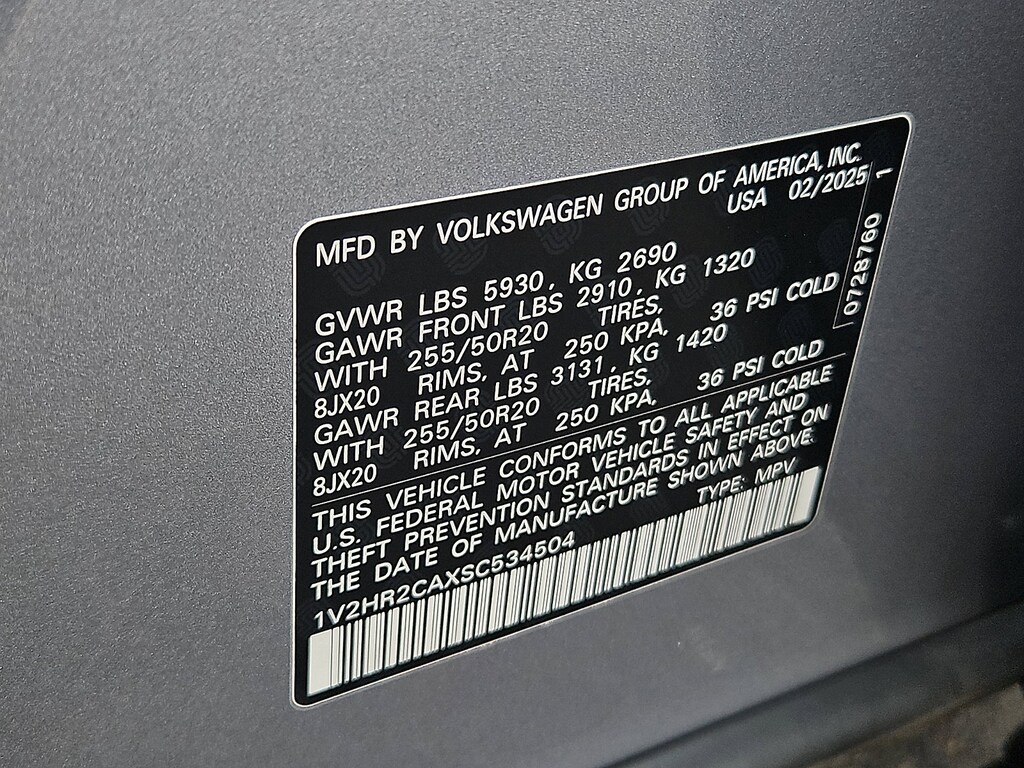 MFD BY VOLKSWAGEN GROUP OF AMERICA, INC.
USA 02/2025
GVWR LBS 5930, KG 2690
GAWR FRONT LBS 2910, KG 1320
WITH 255/50R20 TIRES,
8JX20 RIMS, AT 250 KPA, 36 PSI COLD
GAWR REAR LBS 3131, KG 1420
WITH 255/50R20 TIRES,
8JX20 RIMS, AT 250 KPA, 36 PSI COLD
THIS VEHICLE CONFORMS TO ALL APPLICABLE
U.S. FEDERAL MOTOR VEHICLE SAFETY AND
THEFT PREVENTION STANDARDS IN EFFECT ON
THE DATE OF MANUFACTURE SHOWN ABOVE.
1V2HR2CAXSC534504 TYPE: MPV
0728760 1